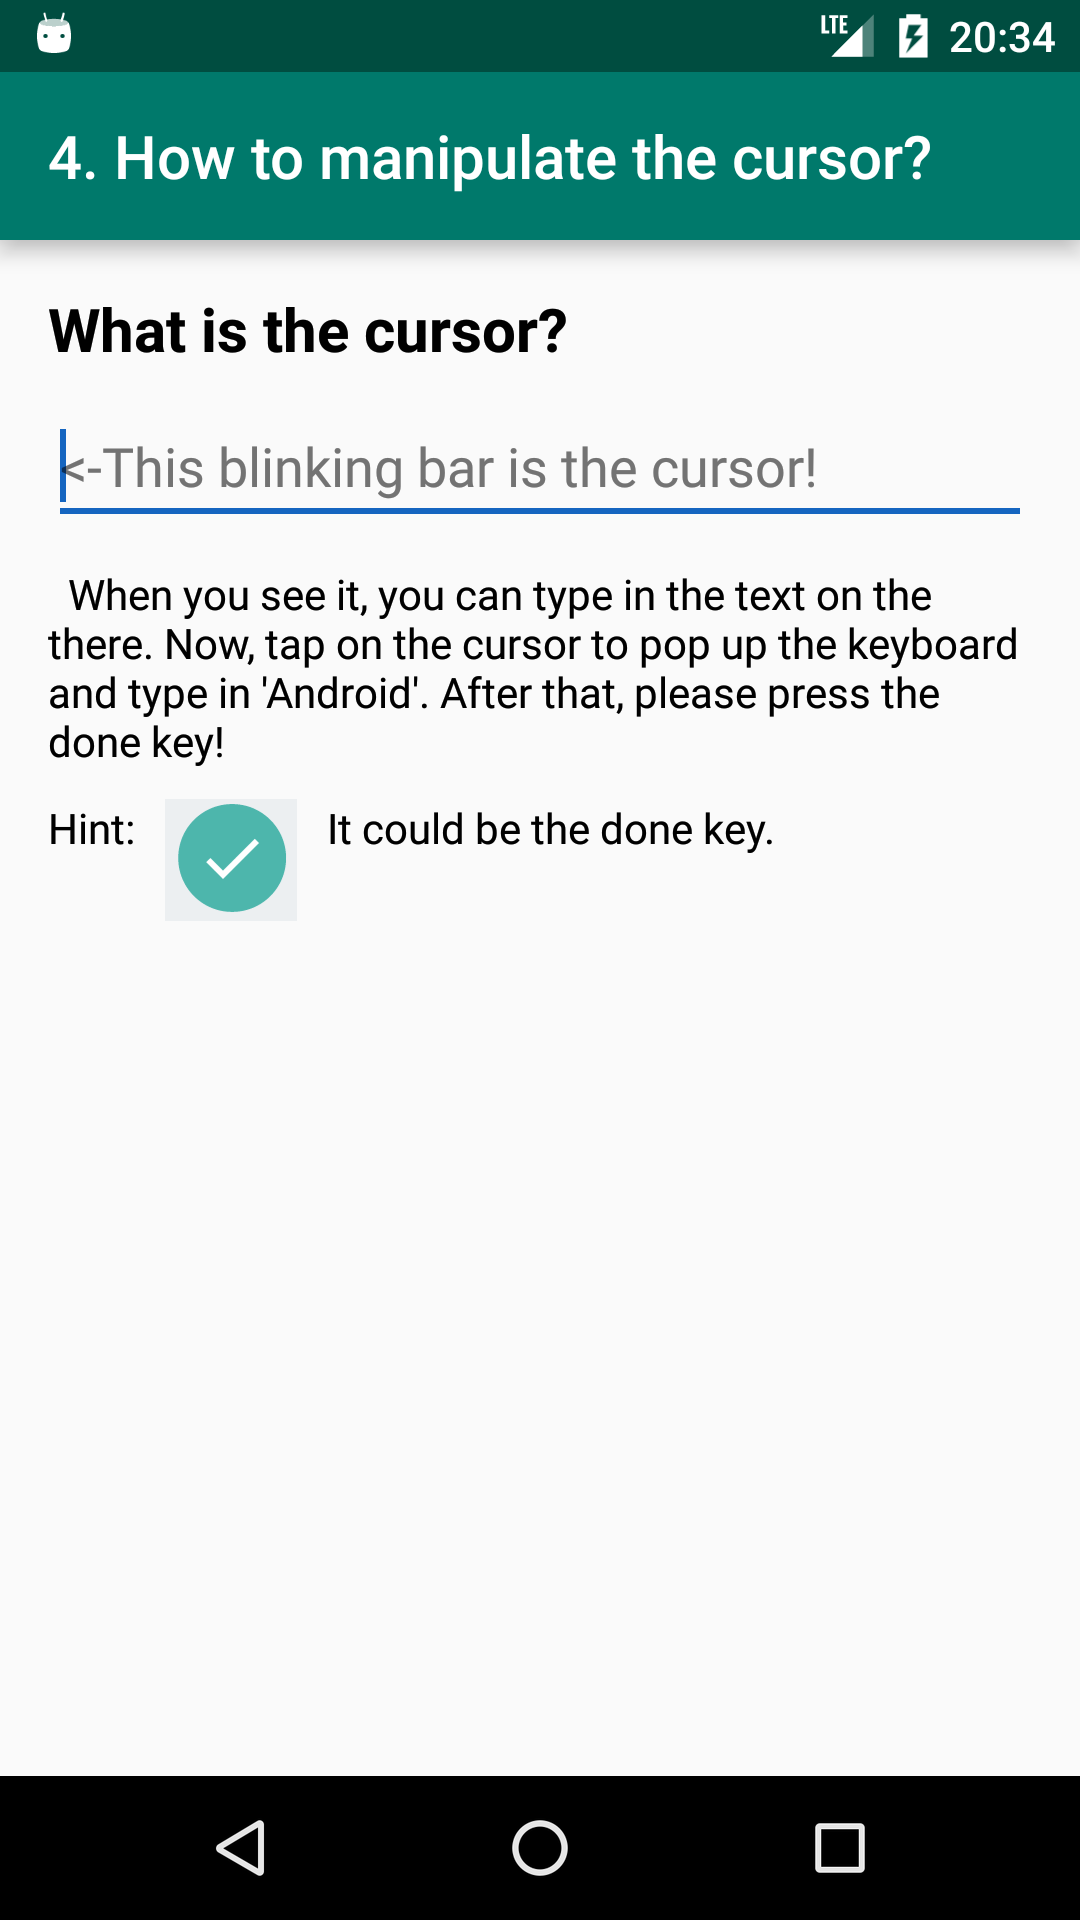 LTE 20:34
4. How to manipulate the cursor?
What is the cursor?
<-This blinking bar is the cursor!
When you see it, you can type in the text on the
there. Now, tap on the cursor to pop up the keyboard
and type in 'Android'. After that, please press the
done key!
Hint: It could be the done key.